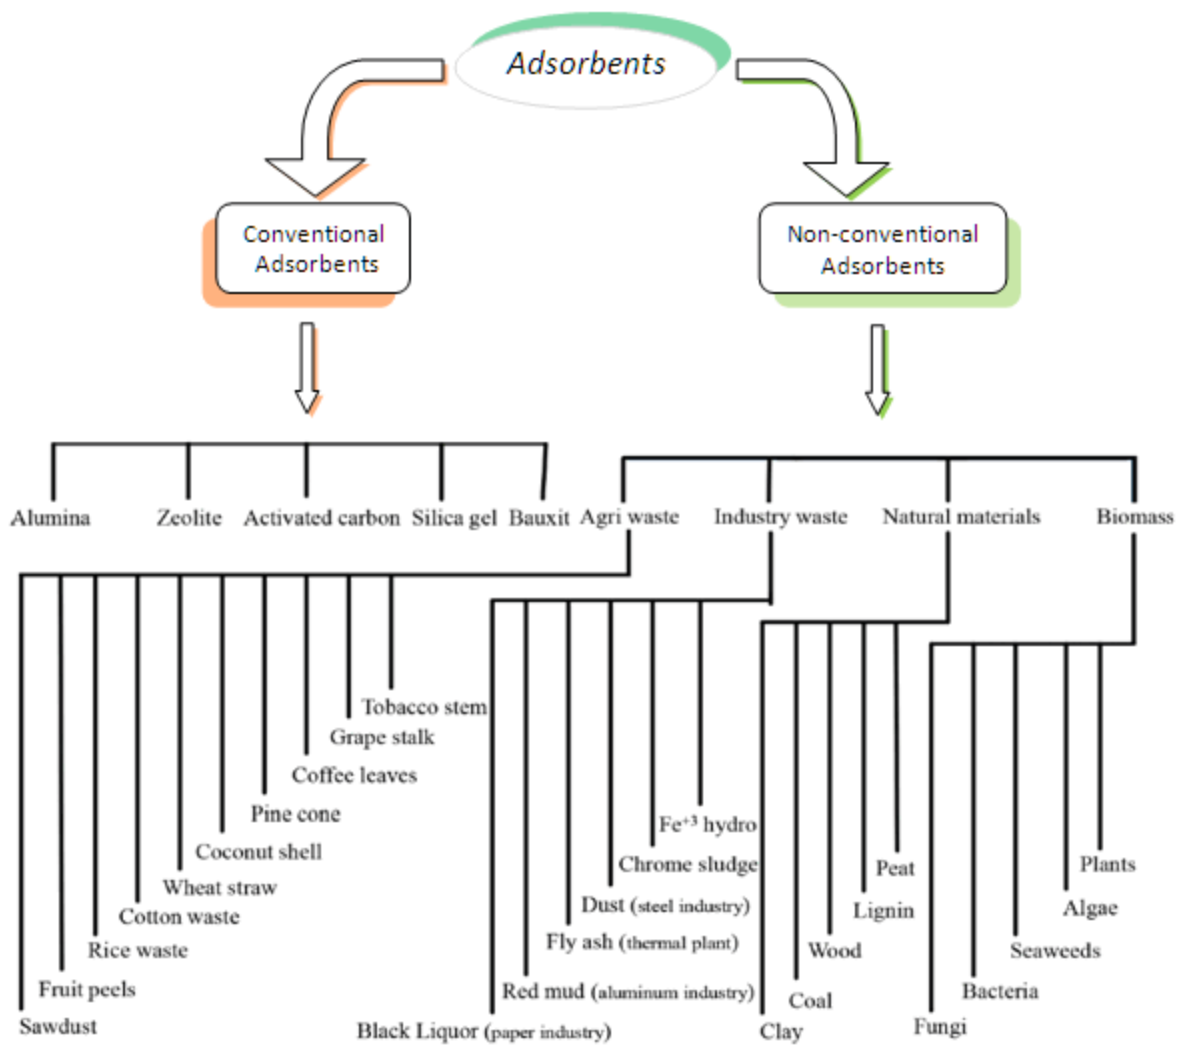 Adsorbents
Conventional
Adsorbents
Non-conventional
Adsorbents
Alumina
Zeolite
Activated carbon
Silica gel
Bauxit
Agri waste
Industry waste
Natural materials
Biomass
Tobacco stem
Grape stalk
Coffee leaves
Pine cone
Coconut shell
Wheat straw
Cotton waste
Rice waste
Fruit peels
Sawdust
Fe⁺³ hydro
Chrome sludge
Dust (steel industry)
Fly ash (thermal plant)
Red mud (aluminum industry)
Black Liquor (paper industry)
Peat
Lignin
Wood
Coal
Clay
Plants
Algae
Seaweeds
Bacteria
Fungi